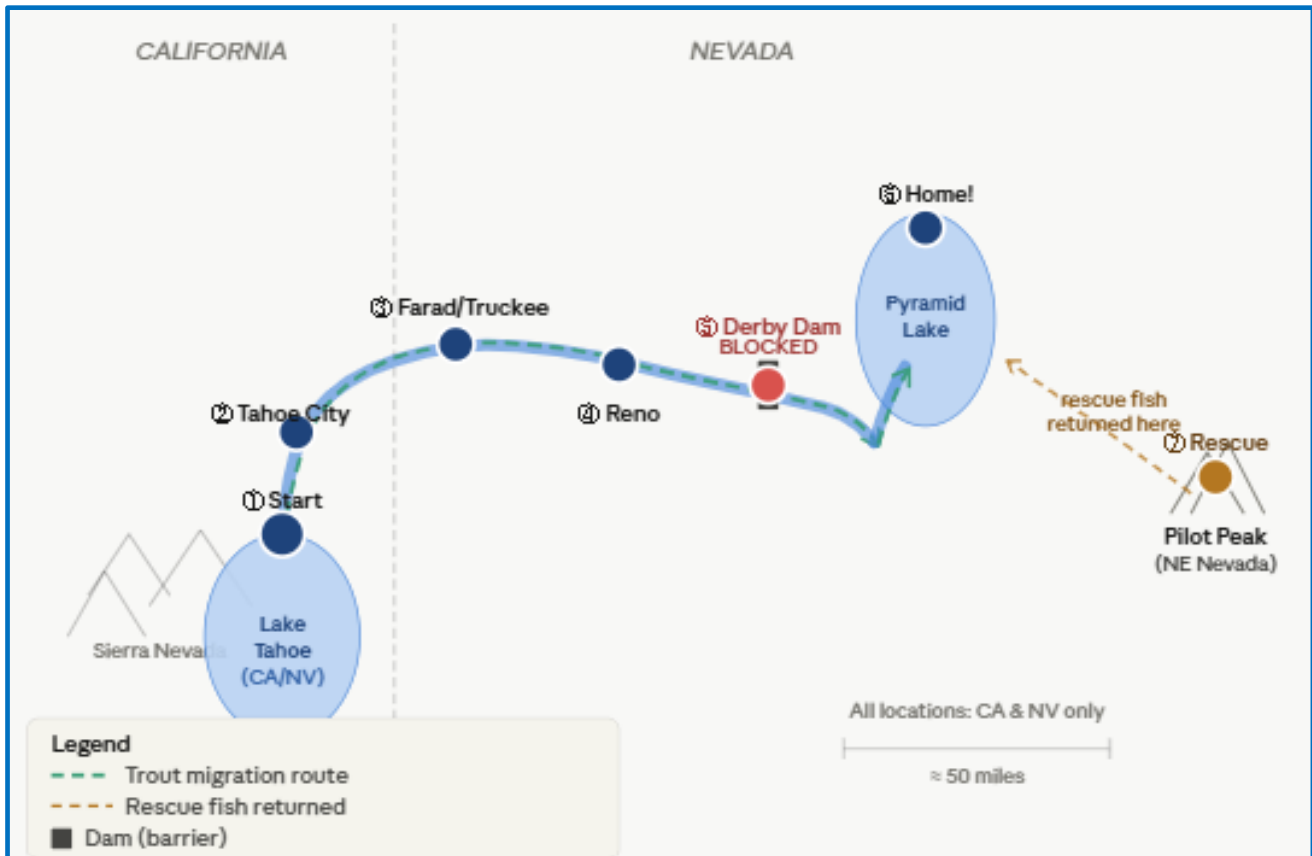 CALIFORNIA
NEVADA
⑥ Home!
Pyramid
Lake
③ Farad/Truckee
⑤ Derby Dam
BLOCKED
② Tahoe City
④ Reno
rescue fish
returned here
⑦ Rescue
① Start
Pilot Peak
(NE Nevada)
Lake
Tahoe
(CA/NV)
Sierra Nevada
All locations: CA & NV only
≈ 50 miles
Legend
Trout migration route
Rescue fish returned
Dam (barrier)